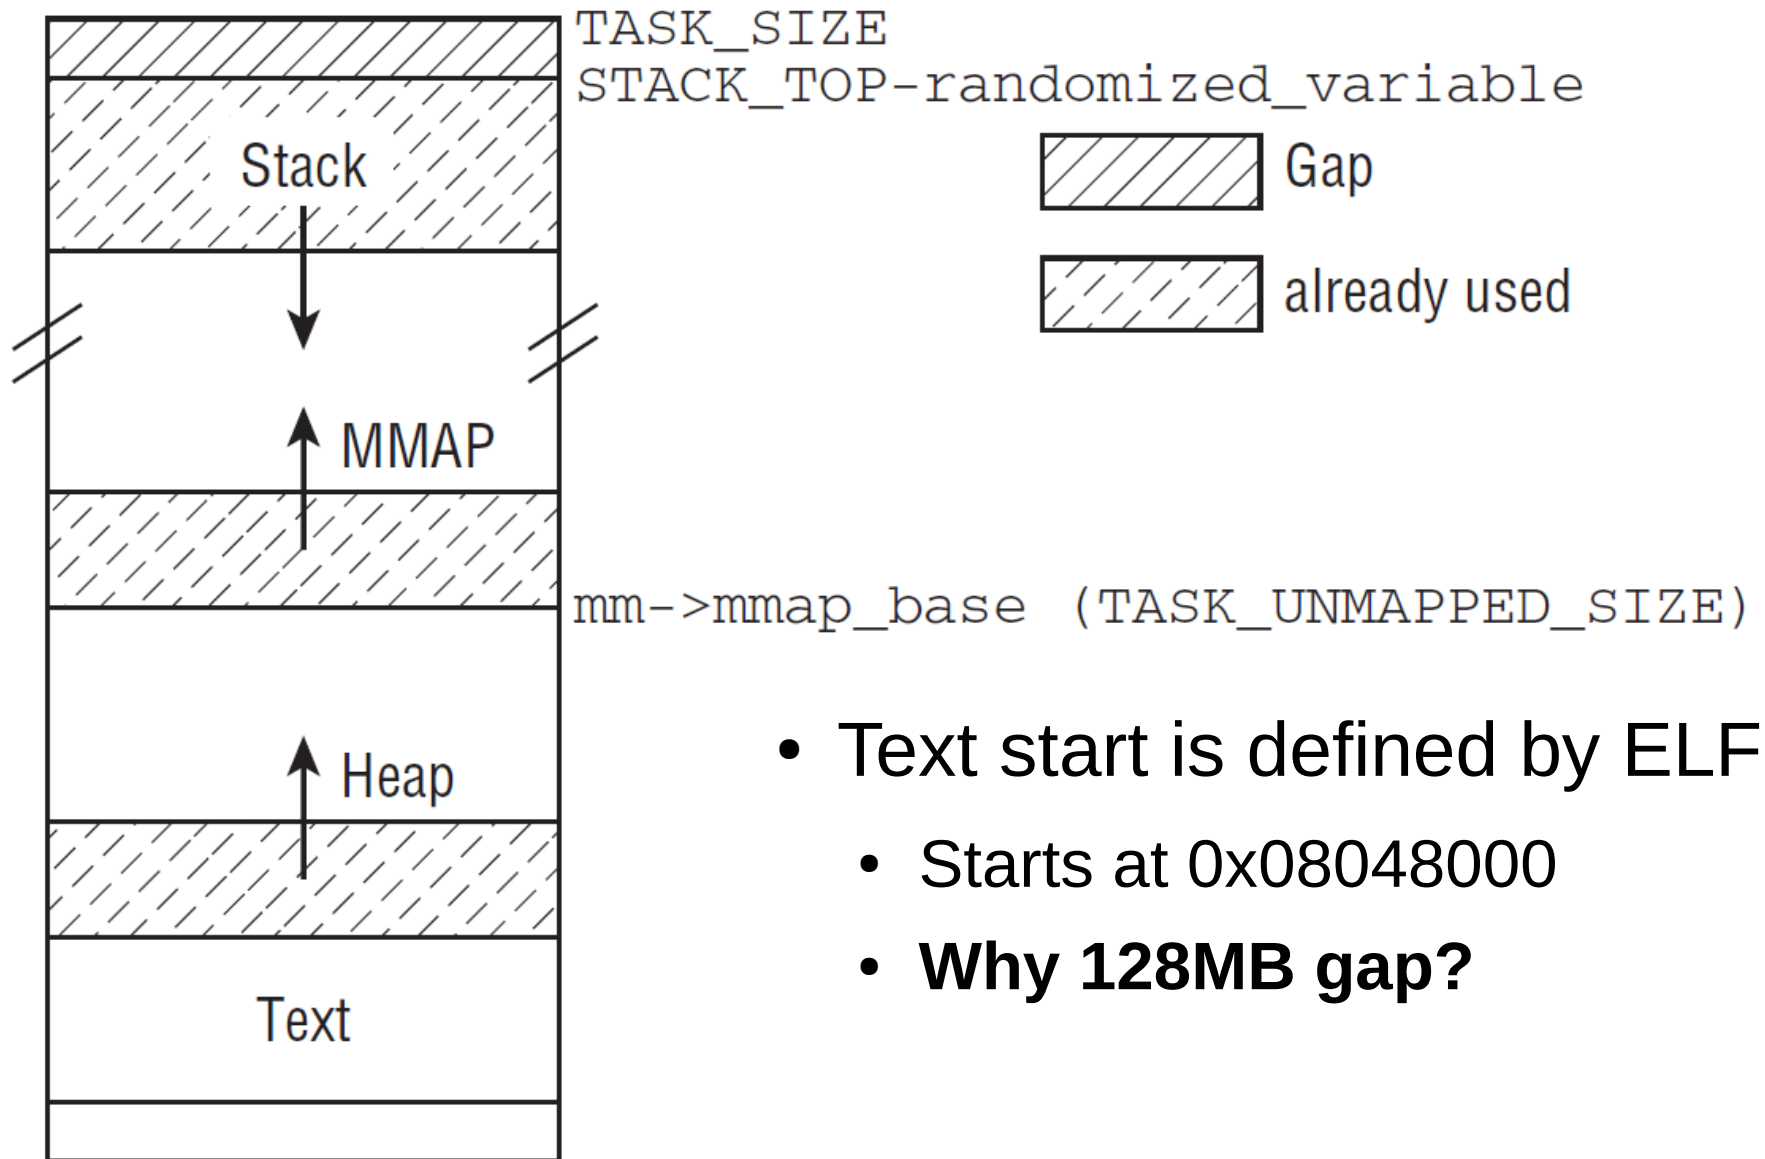 TASK_SIZE
STACK_TOP-randomized_variable
Stack
Gap
already used
MMAP
mm->mmap_base (TASK_UNMAPPED_SIZE)
Heap
• Text start is defined by ELF
• Starts at 0x08048000
• Why 128MB gap?
Text